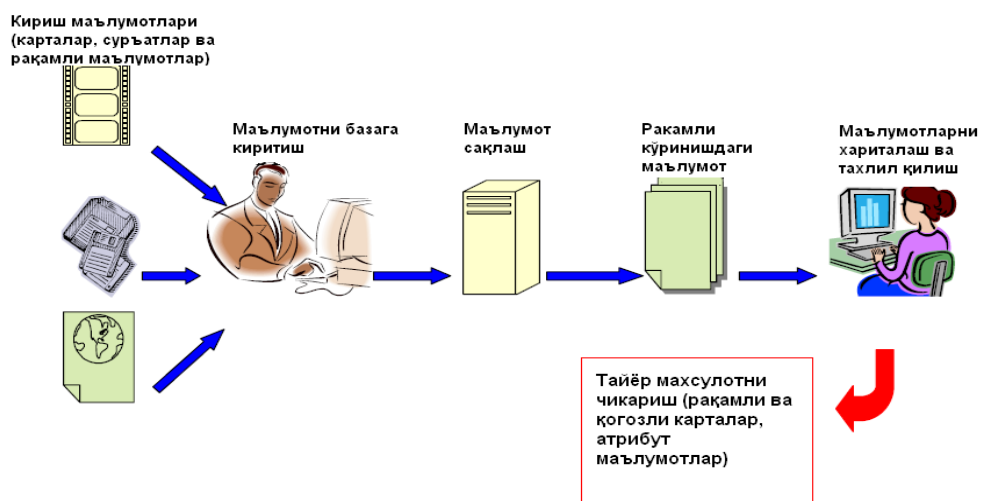 Кириш маълумотлари
(карталар, суръатлар ва
рақамли маълумотлар)
Маълумотни базага
киритиш
Маълумот
сақлаш
Ракамли
кўринишдаги
маълумот
Маълумотларни
хариталаш ва
тахлил қилиш
Тайёр махсулотни
чикариш (рақамли ва
қогозли карталар,
атрибут
маълумотлар)